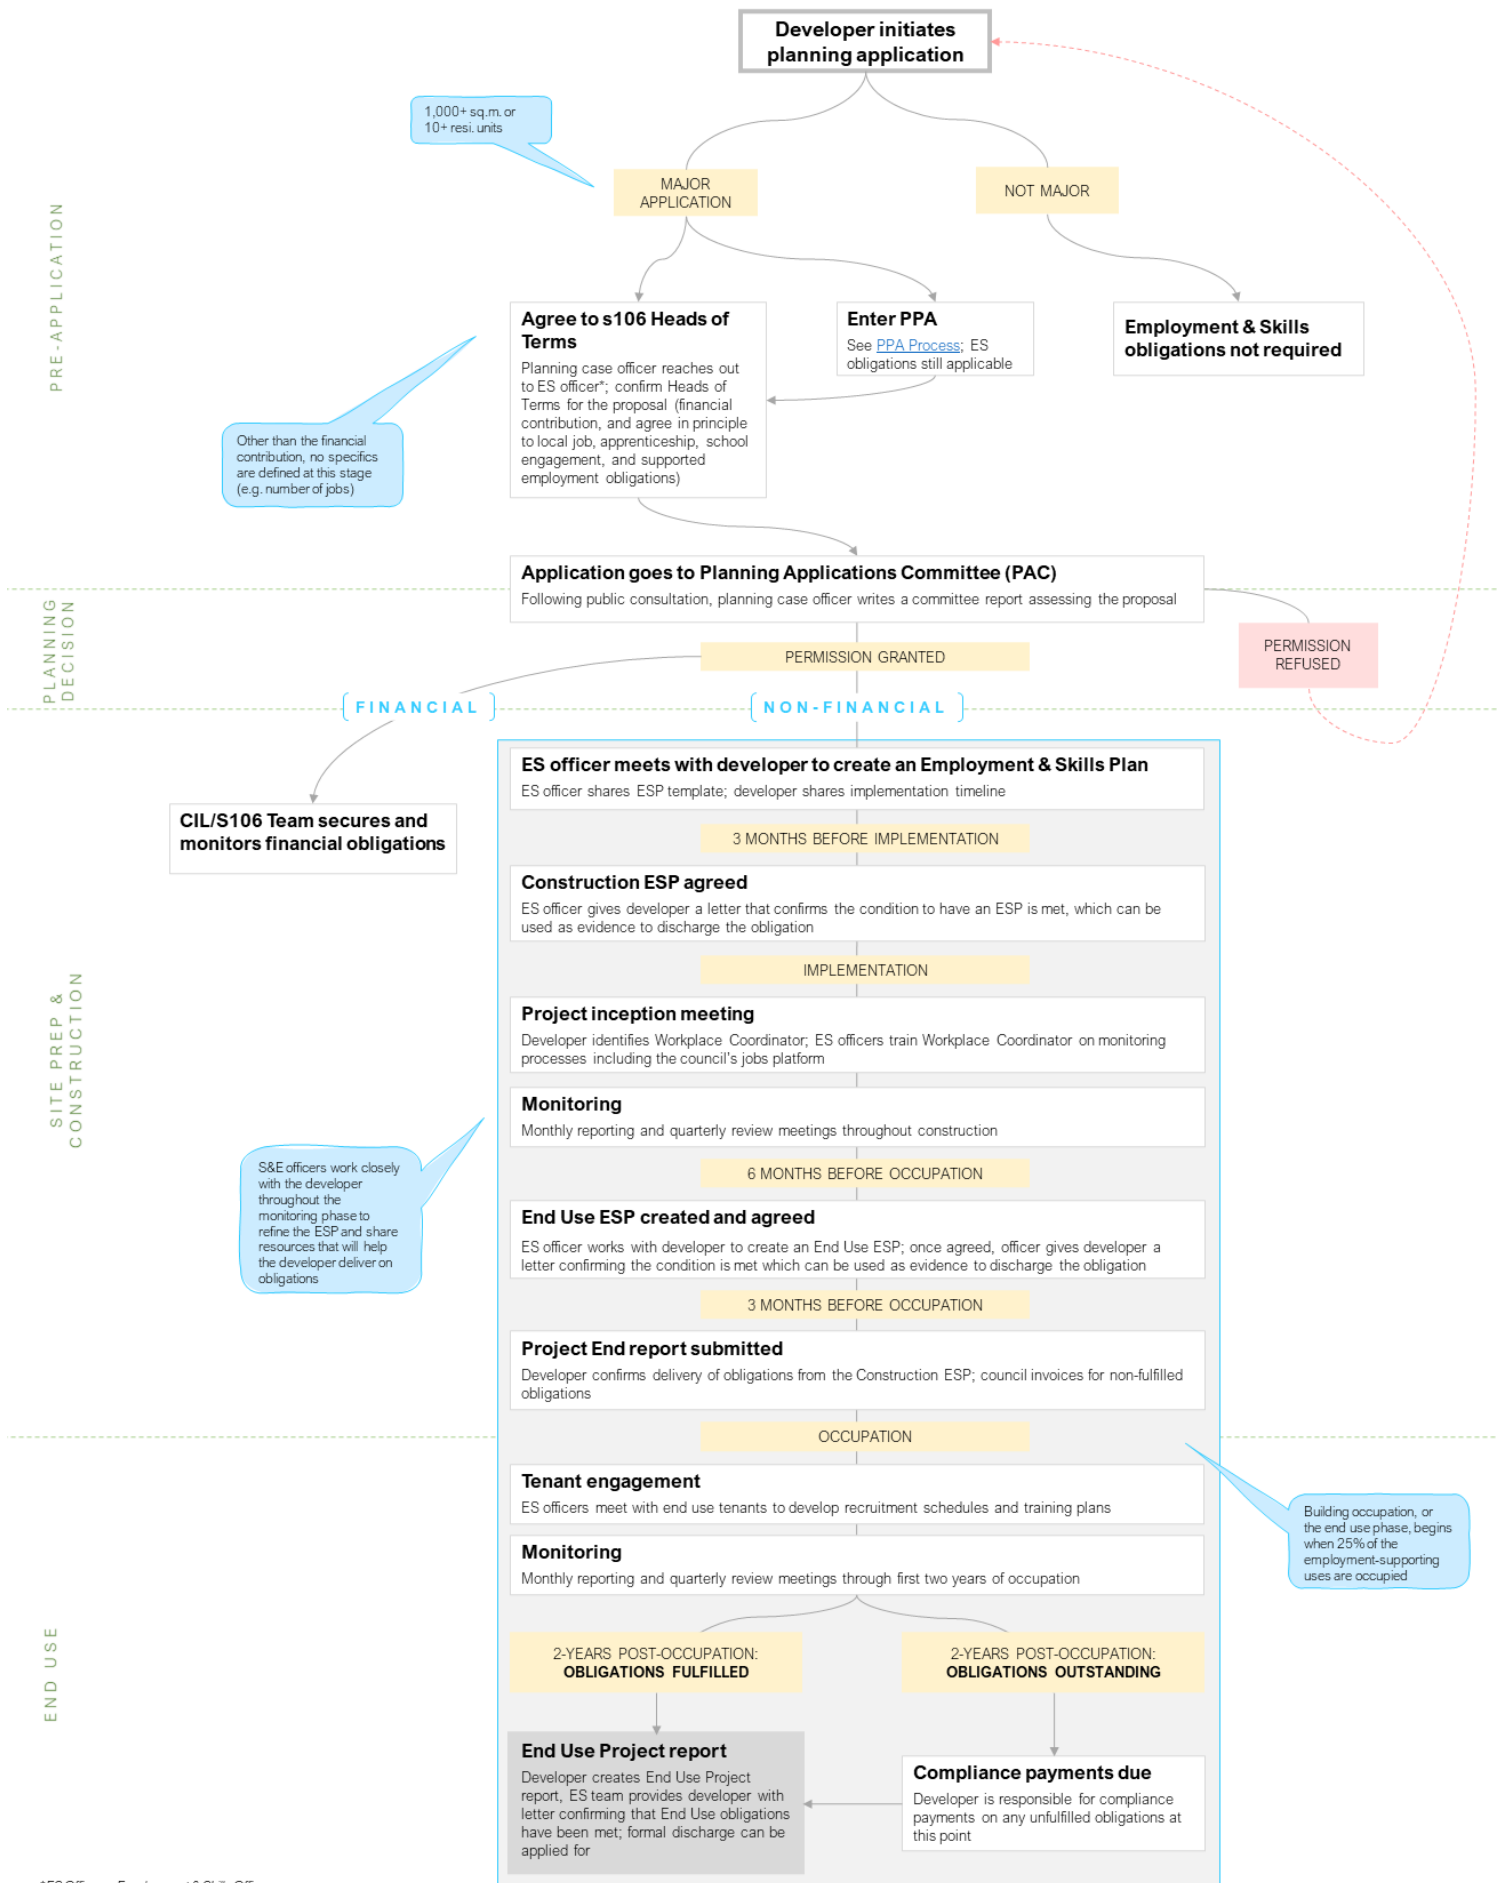 Developer initiates
planning application
1,000+ sq.m. or
10+ resi. units
MAJOR
APPLICATION
NOT MAJOR
PRE-APPLICATION
Agree to s106 Heads of
Terms
Planning case officer reaches out
to ES officer*; confirm Heads of
Terms for the proposal (financial
contribution, and agree in principle
to local job, apprenticeship, school
engagement, and supported
employment obligations)
Enter PPA
See PPA Process; ES
obligations still applicable
Employment & Skills
obligations not required
Other than the financial
contribution, no specifics
are defined at this stage
(e.g. number of jobs)
Application goes to Planning Applications Committee (PAC)
Following public consultation, planning case officer writes a committee report assessing the proposal
PLANNING
DECISION
PERMISSION GRANTED
PERMISSION
REFUSED
FINANCIAL
NON-FINANCIAL
CIL/S106 Team secures and
monitors financial obligations
ES officer meets with developer to create an Employment & Skills Plan
ES officer shares ESP template; developer shares implementation timeline
3 MONTHS BEFORE IMPLEMENTATION
Construction ESP agreed
ES officer gives developer a letter that confirms the condition to have an ESP is met, which can be
used as evidence to discharge the obligation
IMPLEMENTATION
SITE PREP &
CONSTRUCTION
Project inception meeting
Developer identifies Workplace Coordinator; ES officers train Workplace Coordinator on monitoring
processes including the council's jobs platform
Monitoring
Monthly reporting and quarterly review meetings throughout construction
S&E officers work closely
with the developer
throughout the
monitoring phase to
refine the ESP and share
resources that will help
the developer deliver on
obligations
6 MONTHS BEFORE OCCUPATION
End Use ESP created and agreed
ES officer works with developer to create an End Use ESP; once agreed, officer gives developer a
letter confirming the condition is met which can be used as evidence to discharge the obligation
3 MONTHS BEFORE OCCUPATION
Project End report submitted
Developer confirms delivery of obligations from the Construction ESP; council invoices for non-fulfilled
obligations
OCCUPATION
Tenant engagement
ES officers meet with end use tenants to develop recruitment schedules and training plans
Building occupation, or
the end use phase, begins
when 25% of the
employment-supporting
uses are occupied
Monitoring
Monthly reporting and quarterly review meetings through first two years of occupation
END USE
2-YEARS POST-OCCUPATION:
OBLIGATIONS FULFILLED
2-YEARS POST-OCCUPATION:
OBLIGATIONS OUTSTANDING
End Use Project report
Developer creates End Use Project
report, ES team provides developer with
letter confirming that End Use obligations
have been met; formal discharge can be
applied for
Compliance payments due
Developer is responsible for compliance
payments on any unfulfilled obligations at
this point